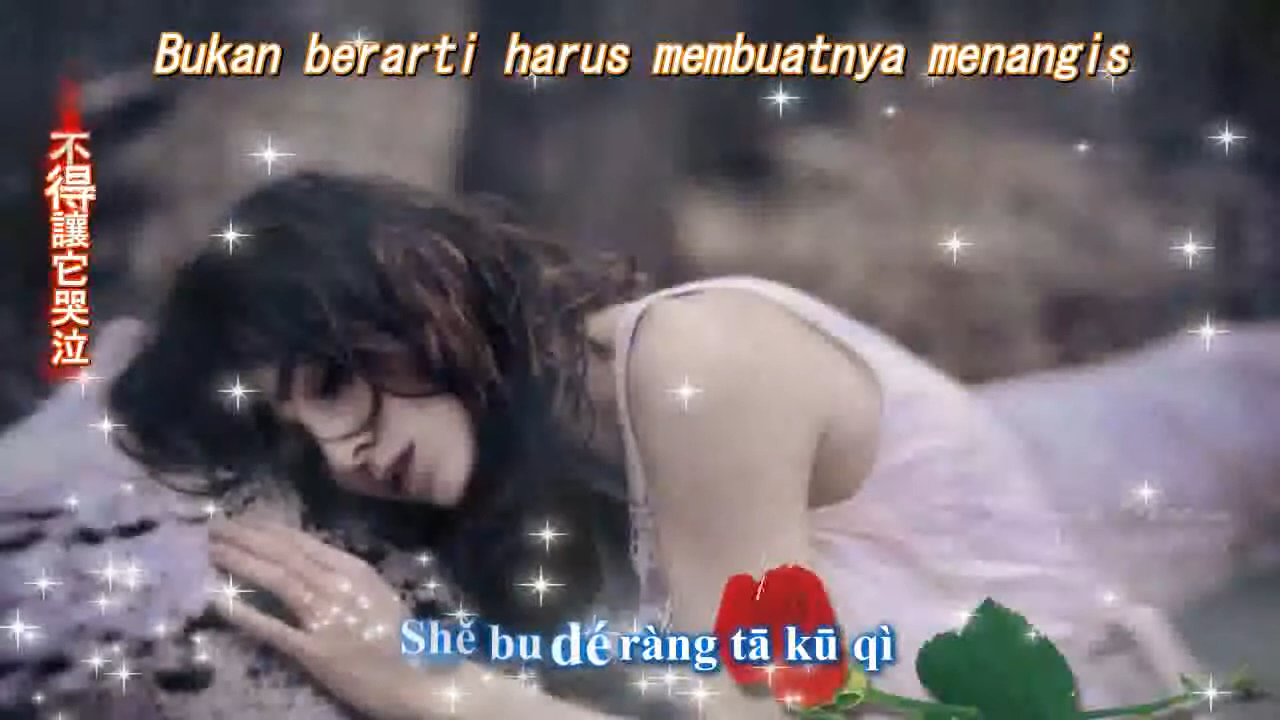 Bukan berarti harus membuatnya menangis
不得讓它哭泣
Shě bu dé ràng tā kū qì